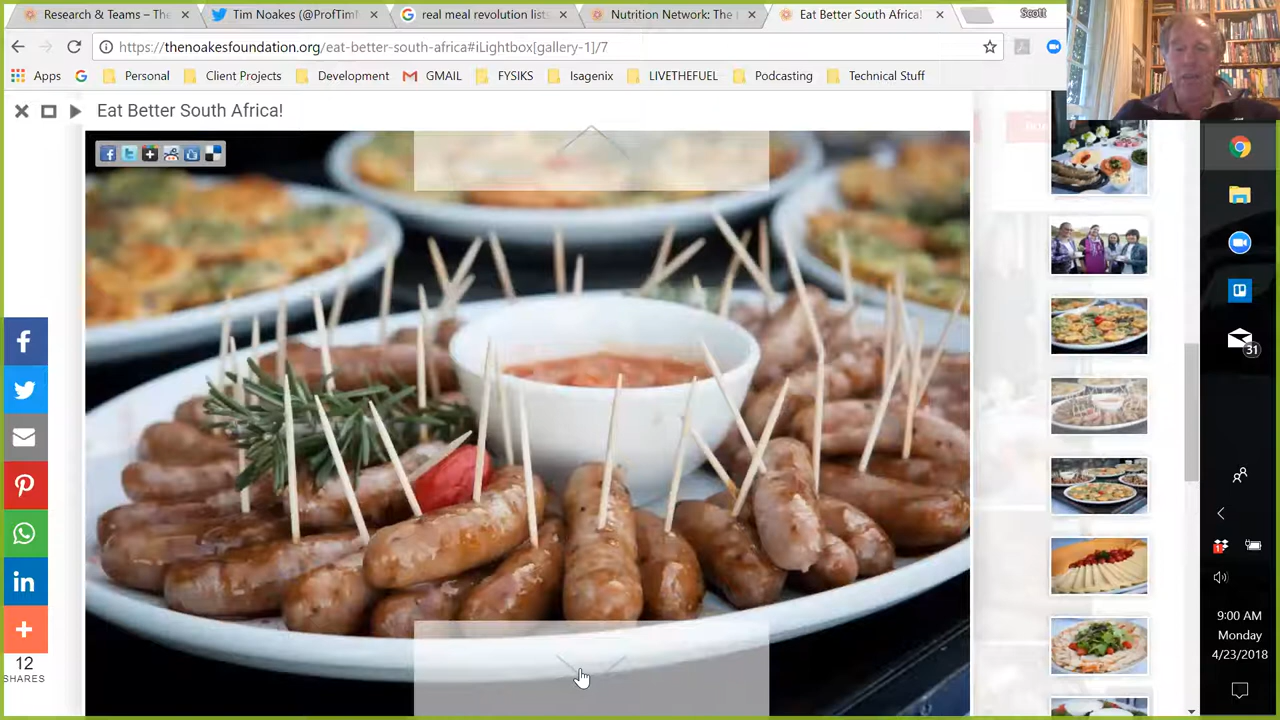 Research & Teams – The
Tim Noakes (@ProfTim
real meal revolution lists
Nutrition Network: The
Eat Better South Africa!
Scott
https://thenoakesfoundation.org/eat-better-south-africa#iLightbox[gallery-1]/7
Apps
Personal
Client Projects
Development
GMAIL
FYSIKS
Isagenix
LIVETHEFUEL
Podcasting
Technical Stuff
Eat Better South Africa!
31
12
SHARES
1
9:00 AM
Monday
4/23/2018